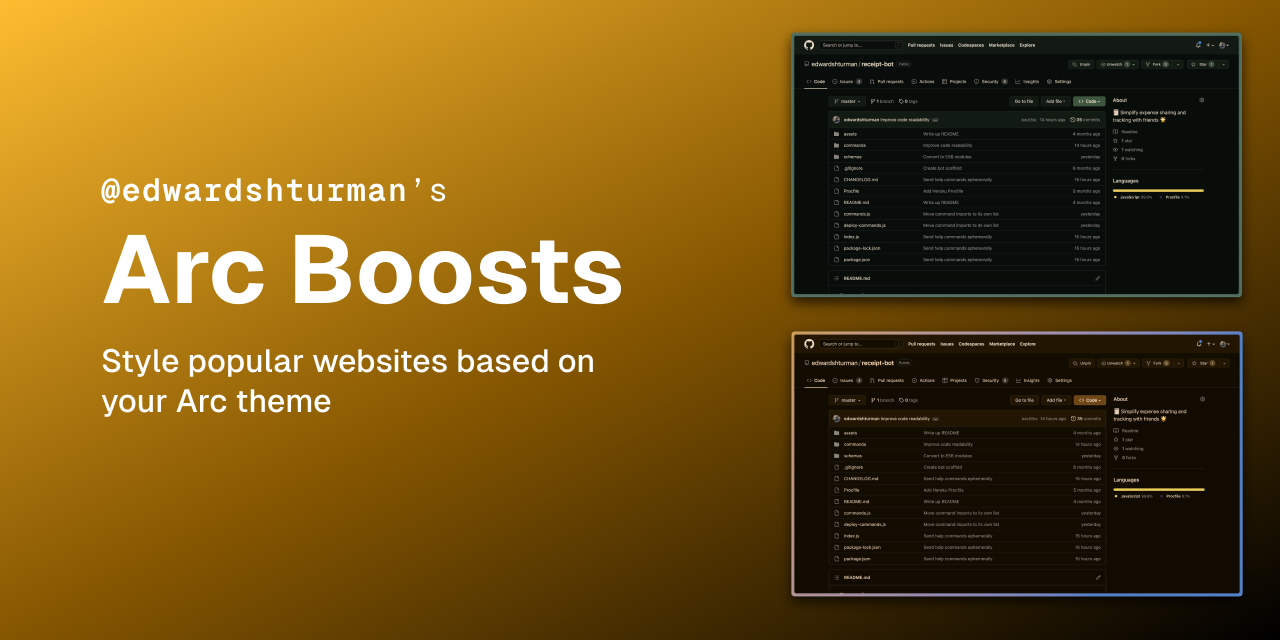 @edwardshturman's
Arc Boosts
Style popular websites based on
your Arc theme
Search or jump to... /
Pull requests Issues Codespaces Marketplace Explore
edwardshturman / receipt-bot Public
Unpin Unwatch 1 Fork 0 Star 1
Code Issues 3 Pull requests Actions Projects Security 6 Insights Settings
master 1 branch 0 tags Go to file Add file Code
edwardshturman Improve code readability 14 hours ago 35 commits
assets Write up README 4 months ago
commands Improve code readability 14 hours ago
schemas Convert to ES6 modules yesterday
.gitignore Create bot scaffold 6 months ago
CHANGELOG.md Send help commands ephemerally 15 hours ago
Procfile Add Heroku Procfile 5 months ago
README.md Write up README 4 months ago
commands.js Move command imports to its own list yesterday
deploy-commands.js Move command imports to its own list yesterday
index.js Send help commands ephemerally 15 hours ago
package-lock.json Send help commands ephemerally 15 hours ago
package.json Send help commands ephemerally 15 hours ago
README.md
About
🧾 Simplify expense sharing and
tracking with friends 🌟
Readme
1 star
1 watching
0 forks
Languages
JavaScript 99.9% Procfile 0.1%
Search or jump to... /
Pull requests Issues Codespaces Marketplace Explore
edwardshturman / receipt-bot Public
Unpin Unwatch 1 Fork 0 Star 1
Code Issues 3 Pull requests Actions Projects Security 6 Insights Settings
master 1 branch 0 tags Go to file Add file Code
edwardshturman Improve code readability 14 hours ago 35 commits
assets Write up README 4 months ago
commands Improve code readability 14 hours ago
schemas Convert to ES6 modules yesterday
.gitignore Create bot scaffold 6 months ago
CHANGELOG.md Send help commands ephemerally 15 hours ago
Procfile Add Heroku Procfile 5 months ago
README.md Write up README 4 months ago
commands.js Move command imports to its own list yesterday
deploy-commands.js Move command imports to its own list yesterday
index.js Send help commands ephemerally 15 hours ago
package-lock.json Send help commands ephemerally 15 hours ago
package.json Send help commands ephemerally 15 hours ago
README.md
About
🧾 Simplify expense sharing and
tracking with friends 🌟
Readme
1 star
1 watching
0 forks
Languages
JavaScript 99.9% Procfile 0.1%